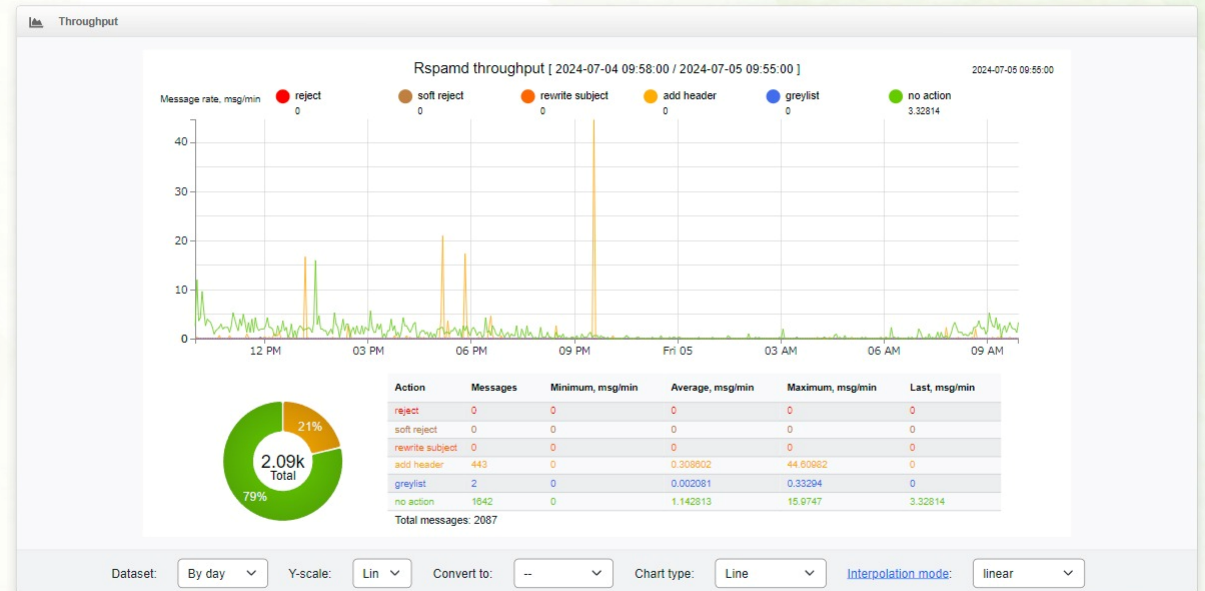 Throughput
Rspamd throughput [ 2024-07-04 09:58:00 / 2024-07-05 09:55:00 ]
2024-07-05 09:55:00
Message rate, msg/min
reject
0
soft reject
0
rewrite subject
0
add header
0
greylist
0
no action
3.32814
40
30
20
10
0
12 PM 03 PM 06 PM 09 PM Fri 05 03 AM 06 AM 09 AM
21%
2.09k
Total
79%
Action Messages Minimum, msg/min Average, msg/min Maximum, msg/min Last, msg/min
reject 0 0 0 0 0
soft reject 0 0 0 0 0
rewrite subject 0 0 0 0 0
add header 443 0 0.308602 44.60982 0
greylist 2 0 0.002081 0.33294 0
no action 1642 0 1.142813 15.9747 3.32814
Total messages: 2087
Dataset: By day Y-scale: Lin Convert to: -- Chart type: Line Interpolation mode: linear